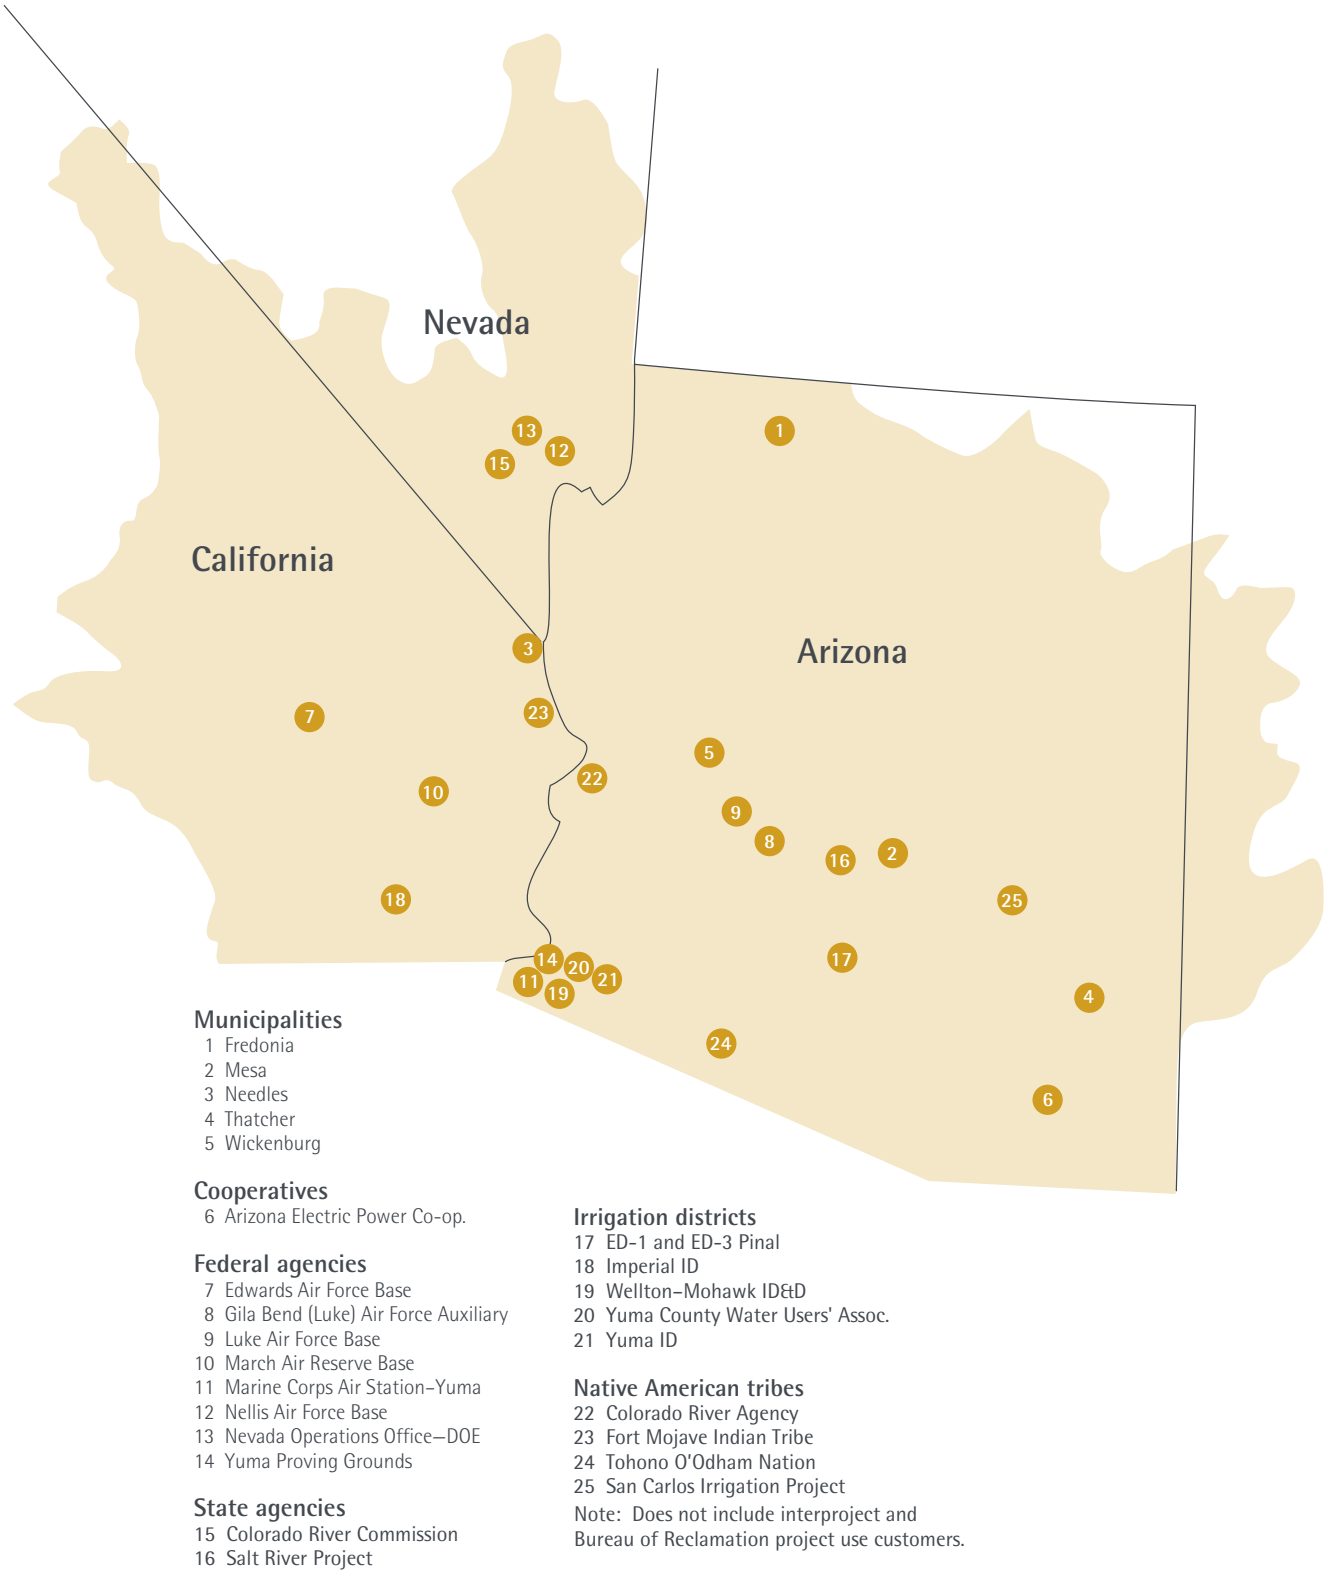 Nevada
13
12
15
1
California
3
Arizona
23
7
5
22
10
9
8
16
2
18
25
14
20
17
21
11
19
4
24
6
Municipalities
1 Fredonia
2 Mesa
3 Needles
4 Thatcher
5 Wickenburg
Cooperatives
6 Arizona Electric Power Co-op.
Federal agencies
7 Edwards Air Force Base
8 Gila Bend (Luke) Air Force Auxiliary
9 Luke Air Force Base
10 March Air Reserve Base
11 Marine Corps Air Station–Yuma
12 Nellis Air Force Base
13 Nevada Operations Office—DOE
14 Yuma Proving Grounds
State agencies
15 Colorado River Commission
16 Salt River Project
Irrigation districts
17 ED-1 and ED-3 Pinal
18 Imperial ID
19 Wellton–Mohawk ID&D
20 Yuma County Water Users' Assoc.
21 Yuma ID
Native American tribes
22 Colorado River Agency
23 Fort Mojave Indian Tribe
24 Tohono O'Odham Nation
25 San Carlos Irrigation Project
Note: Does not include interproject and
Bureau of Reclamation project use customers.